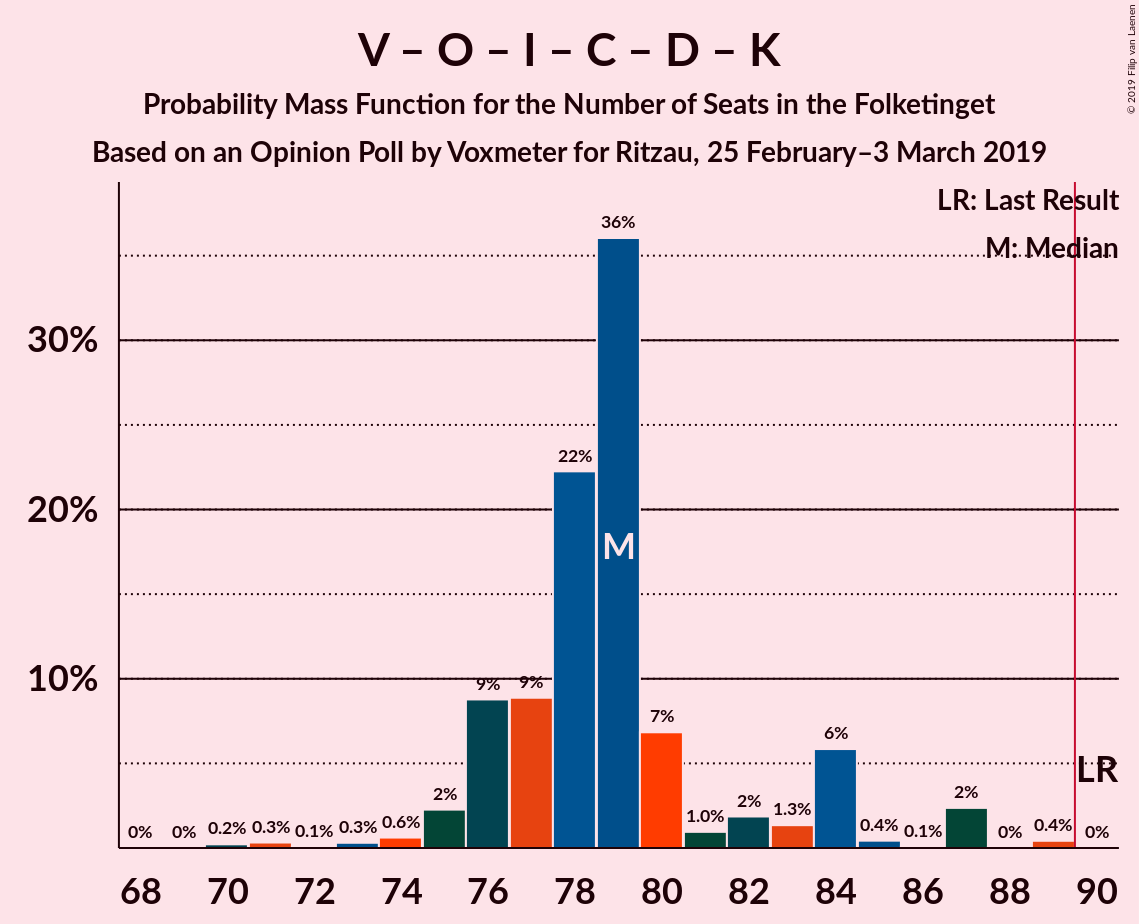 V – O – I – C – D – K
Probability Mass Function for the Number of Seats in the Folketinget
Based on an Opinion Poll by Voxmeter for Ritzau, 25 February–3 March 2019
© 2019 Filip van Laenen
LR: Last Result
M: Median
36%
30%
22%
20%
M
10%
9%
9%
7%
6%
LR
2%
2%
2%
1.3%
1.0%
0.6%
0%
0%
0.2%
0.3%
0.1%
0.3%
0.4%
0.1%
0%
0.4%
0%
68 70 72 74 76 78 80 82 84 86 88 90